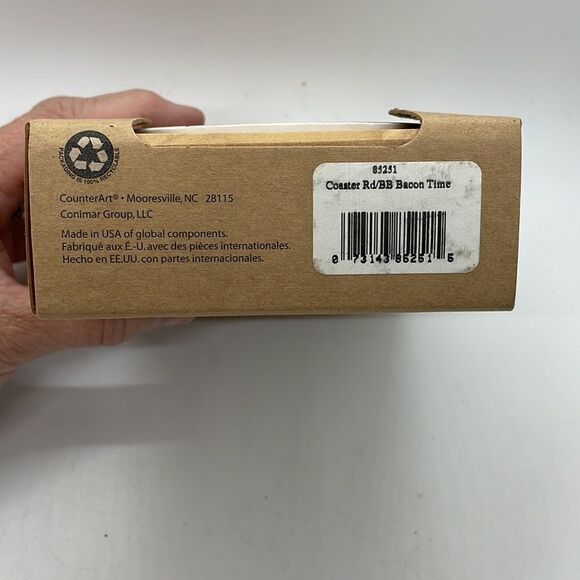 PACKAGING IS 100% RECYCLABLE
CounterArt® • Mooresville, NC 28115
Conimar Group, LLC
Made in USA of global components.
Fabriqué aux É.-U. avec des pièces internationales.
Hecho en EE.UU. con partes internacionales.
85251
Coaster Rd/BB Bacon Time
0 73143 85251 5